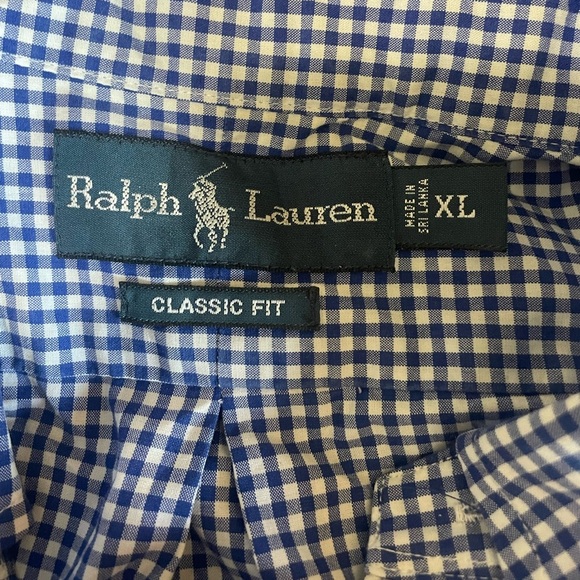 Ralph Lauren
MADE IN
SRI LANKA
XL
CLASSIC FIT